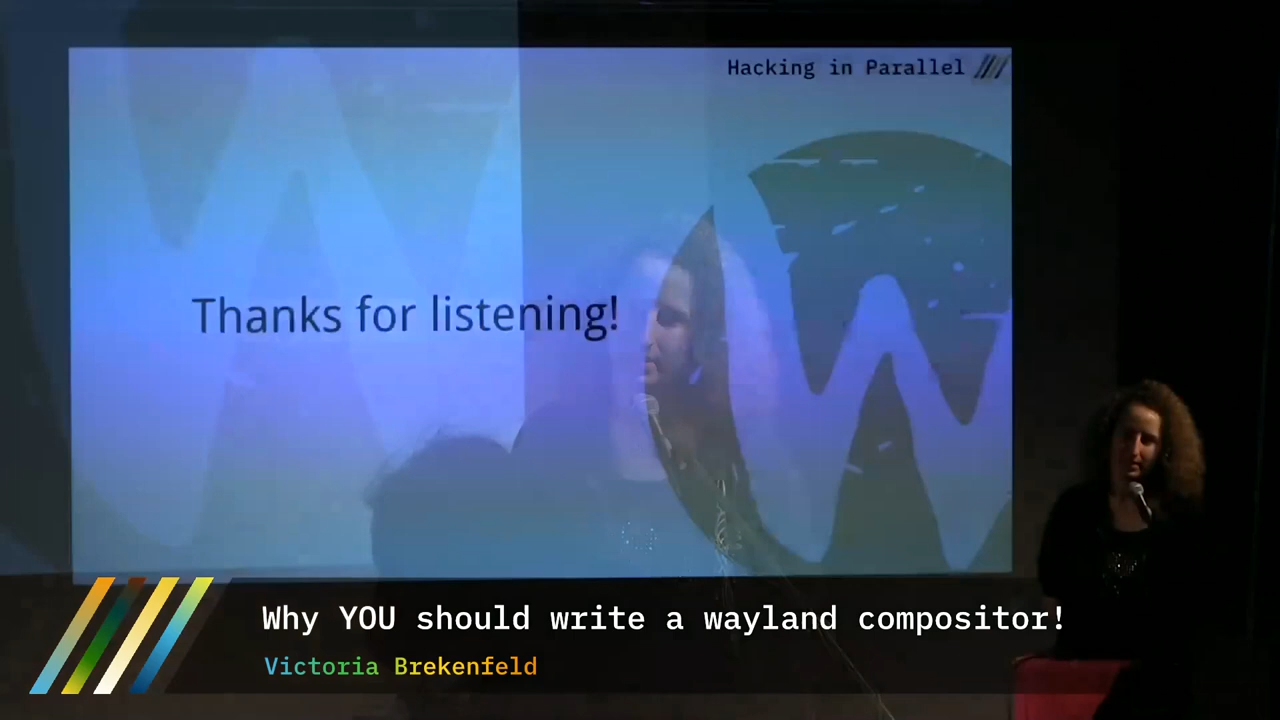 Hacking in Parallel
Thanks for listening!
Why YOU should write a wayland compositor!
Victoria Brekenfeld